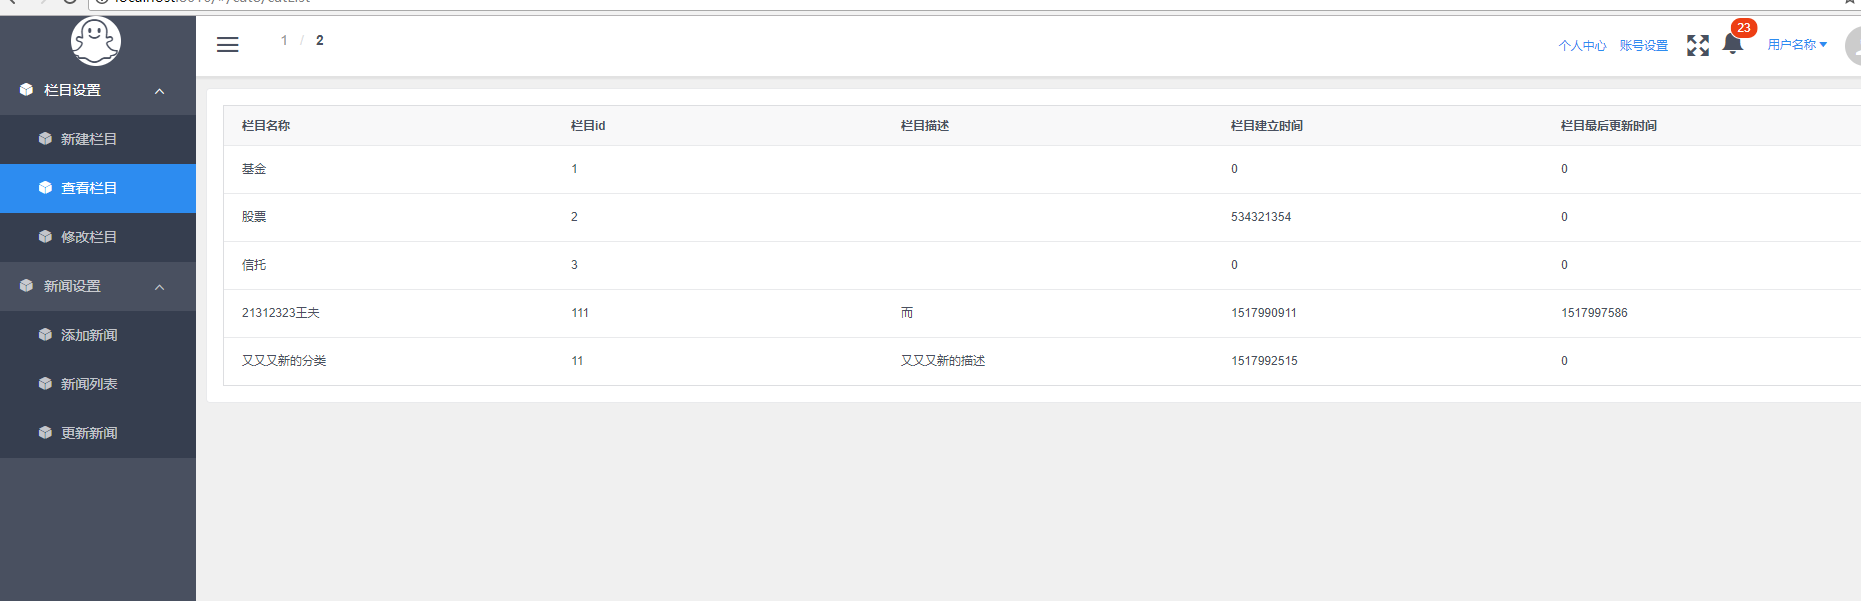 1 / 2
个人中心 账号设置 23 用户名称
栏目设置
新建栏目
查看栏目
修改栏目
新闻设置
添加新闻
新闻列表
更新新闻
栏目名称 栏目id 栏目描述 栏目建立时间 栏目最后更新时间
基金 1 0 0
股票 2 534321354 0
信托 3 0 0
21312323王夫 111 而 1517990911 1517997586
又又又新的分类 11 又又又新的描述 1517992515 0